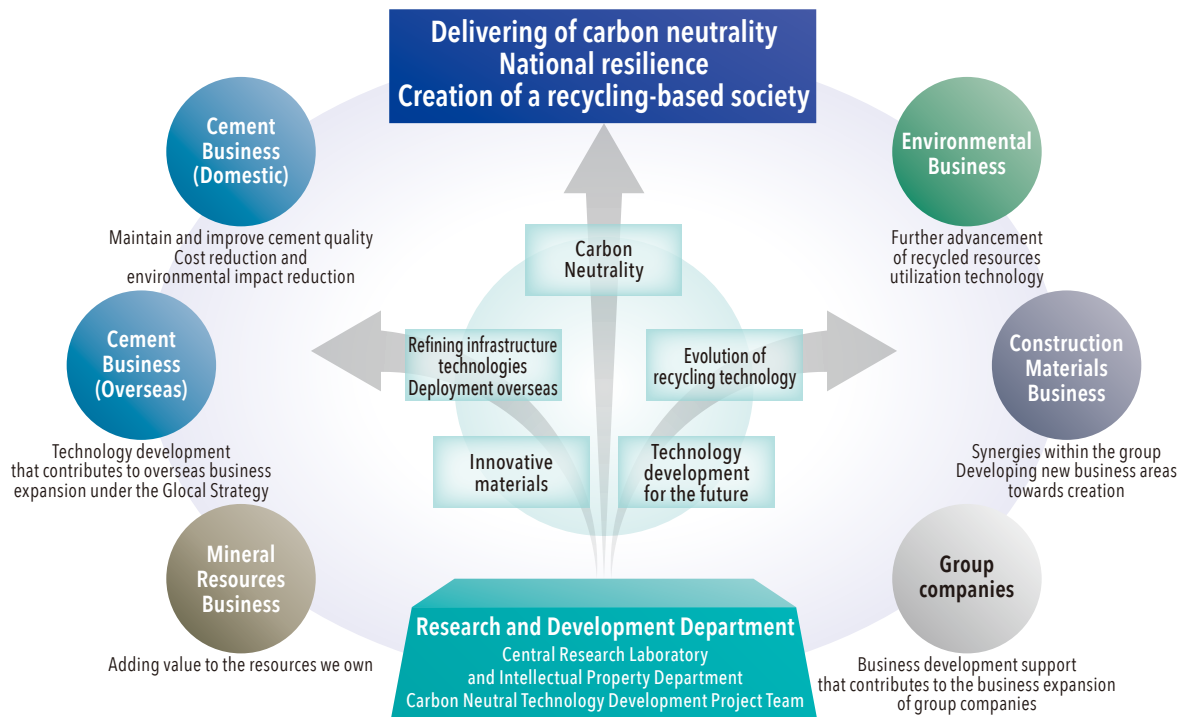 Delivering of carbon neutrality
National resilience
Creation of a recycling-based society
Cement
Business
(Domestic)
Maintain and improve cement quality
Cost reduction and
environmental impact reduction
Cement
Business
(Overseas)
Technology development
that contributes to overseas business
expansion under the Glocal Strategy
Mineral
Resources
Business
Adding value to the resources we own
Carbon
Neutrality
Refining infrastructure
technologies
Deployment overseas
Evolution of
recycling technology
Innovative
materials
Technology
development
for the future
Research and Development Department
Central Research Laboratory
and Intellectual Property Department
Carbon Neutral Technology Development Project Team
Environmental
Business
Further advancement
of recycled resources
utilization technology
Construction
Materials
Business
Synergies within the group
Developing new business areas
towards creation
Group
companies
Business development support
that contributes to the business expansion
of group companies